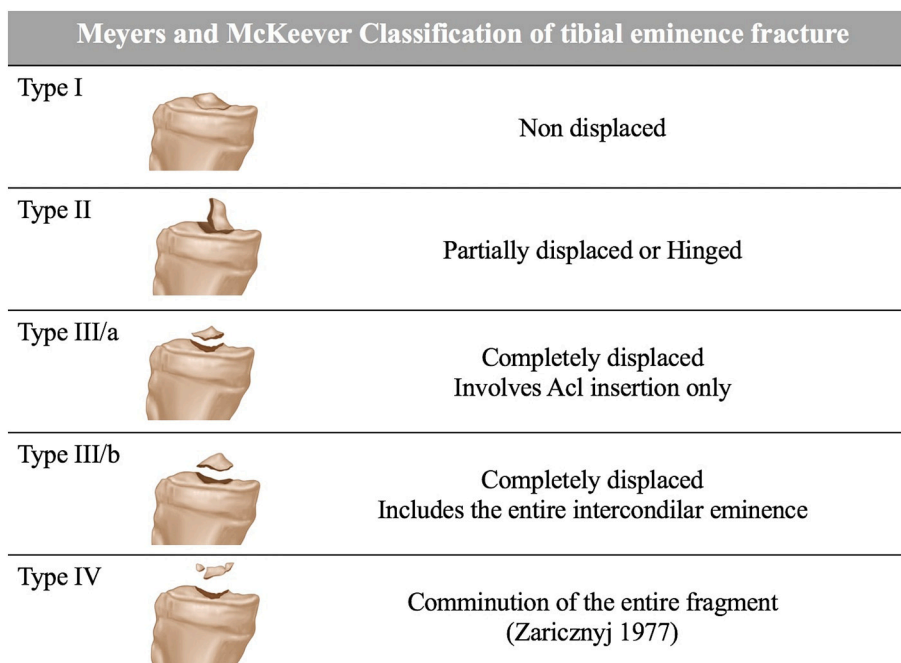 Meyers and McKeever Classification of tibial eminence fracture
Type I
Non displaced
Type II
Partially displaced or Hinged
Type III/a
Completely displaced
Involves Acl insertion only
Type III/b
Completely displaced
Includes the entire intercondilar eminence
Type IV
Comminution of the entire fragment
(Zaricznyj 1977)